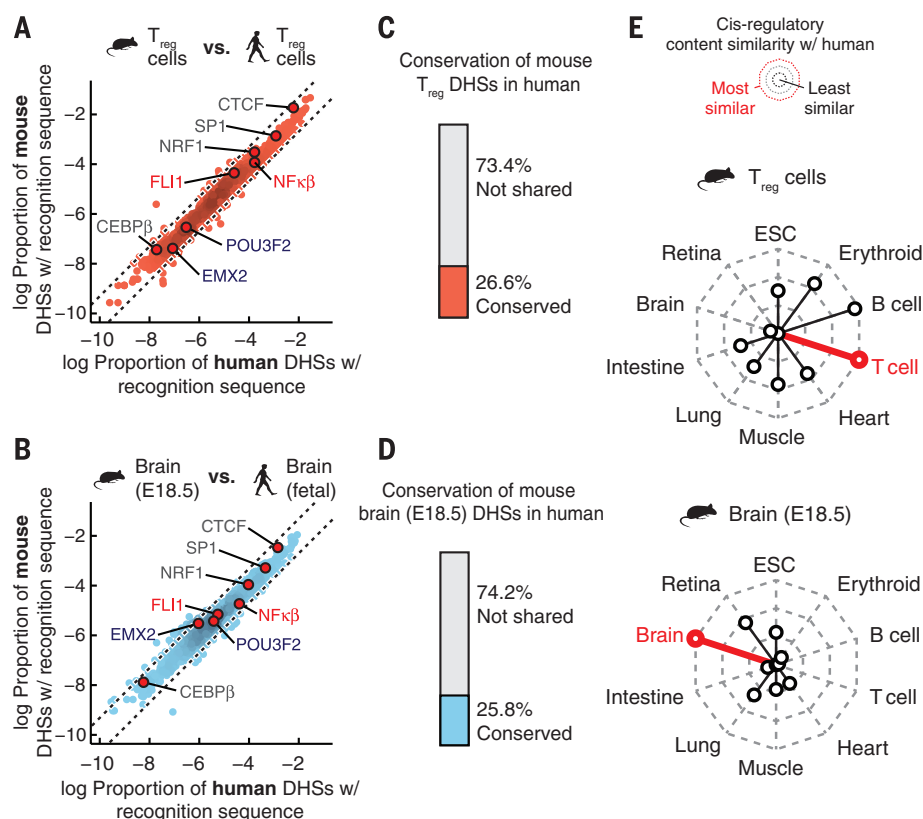 A
T_reg cells vs. T_reg cells
log Proportion of mouse
DHSs w/ recognition sequence
−2
−4
−6
−8
−10
CTCF
SP1
NRF1
FLI1
NFκβ
CEBPβ
POU3F2
EMX2
−10 −8 −6 −4 −2
log Proportion of human DHSs w/
recognition sequence
B
Brain (E18.5) vs. Brain (fetal)
log Proportion of mouse
DHSs w/ recognition sequence
−2
−4
−6
−8
−10
CTCF
SP1
NRF1
FLI1
NFκβ
EMX2
POU3F2
CEBPβ
−10 −8 −6 −4 −2
log Proportion of human DHSs w/
recognition sequence
C
Conservation of mouse
T_reg DHSs in human
73.4%
Not shared
26.6%
Conserved
D
Conservation of mouse
brain (E18.5) DHSs in human
74.2%
Not shared
25.8%
Conserved
E
Cis-regulatory
content similarity w/ human
Most
similar
Least
similar
T_reg cells
ESC
Retina
Erythroid
Brain
B cell
Intestine
T cell
Lung
Heart
Muscle
Brain (E18.5)
ESC
Retina
Erythroid
Brain
B cell
Intestine
T cell
Lung
Heart
Muscle